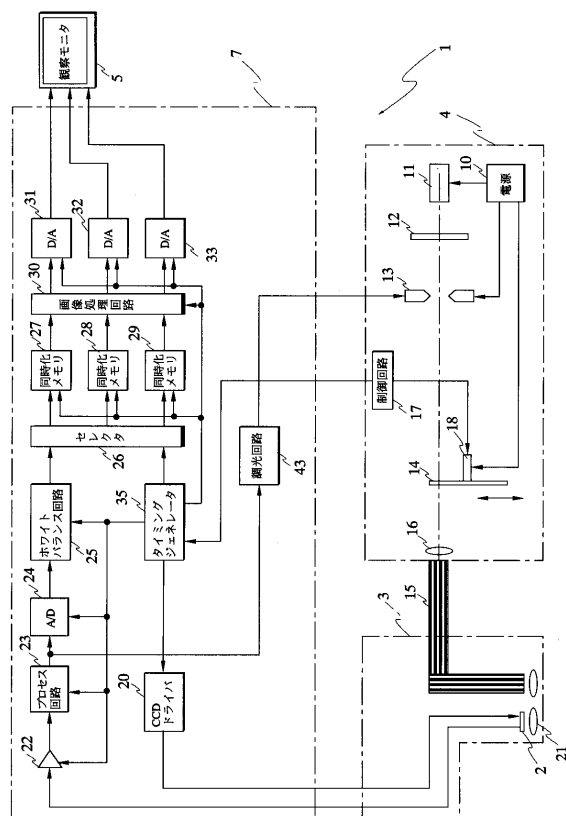 観察モニタ
5
7
1
31
D/A
32
D/A
D/A
33
30
画像処理回路
27
同時化
メモリ
28
同時化
メモリ
29
同時化
メモリ
セレクタ
26
ホワイト
バランス回路
25
タイミング
ジェネレータ
35
調光回路
43
24
A/D
23
プロセス
回路
22
20
CCD
ドライバ
4
11
10
電源
12
13
制御回路
17
18
14
16
15
3
2
21